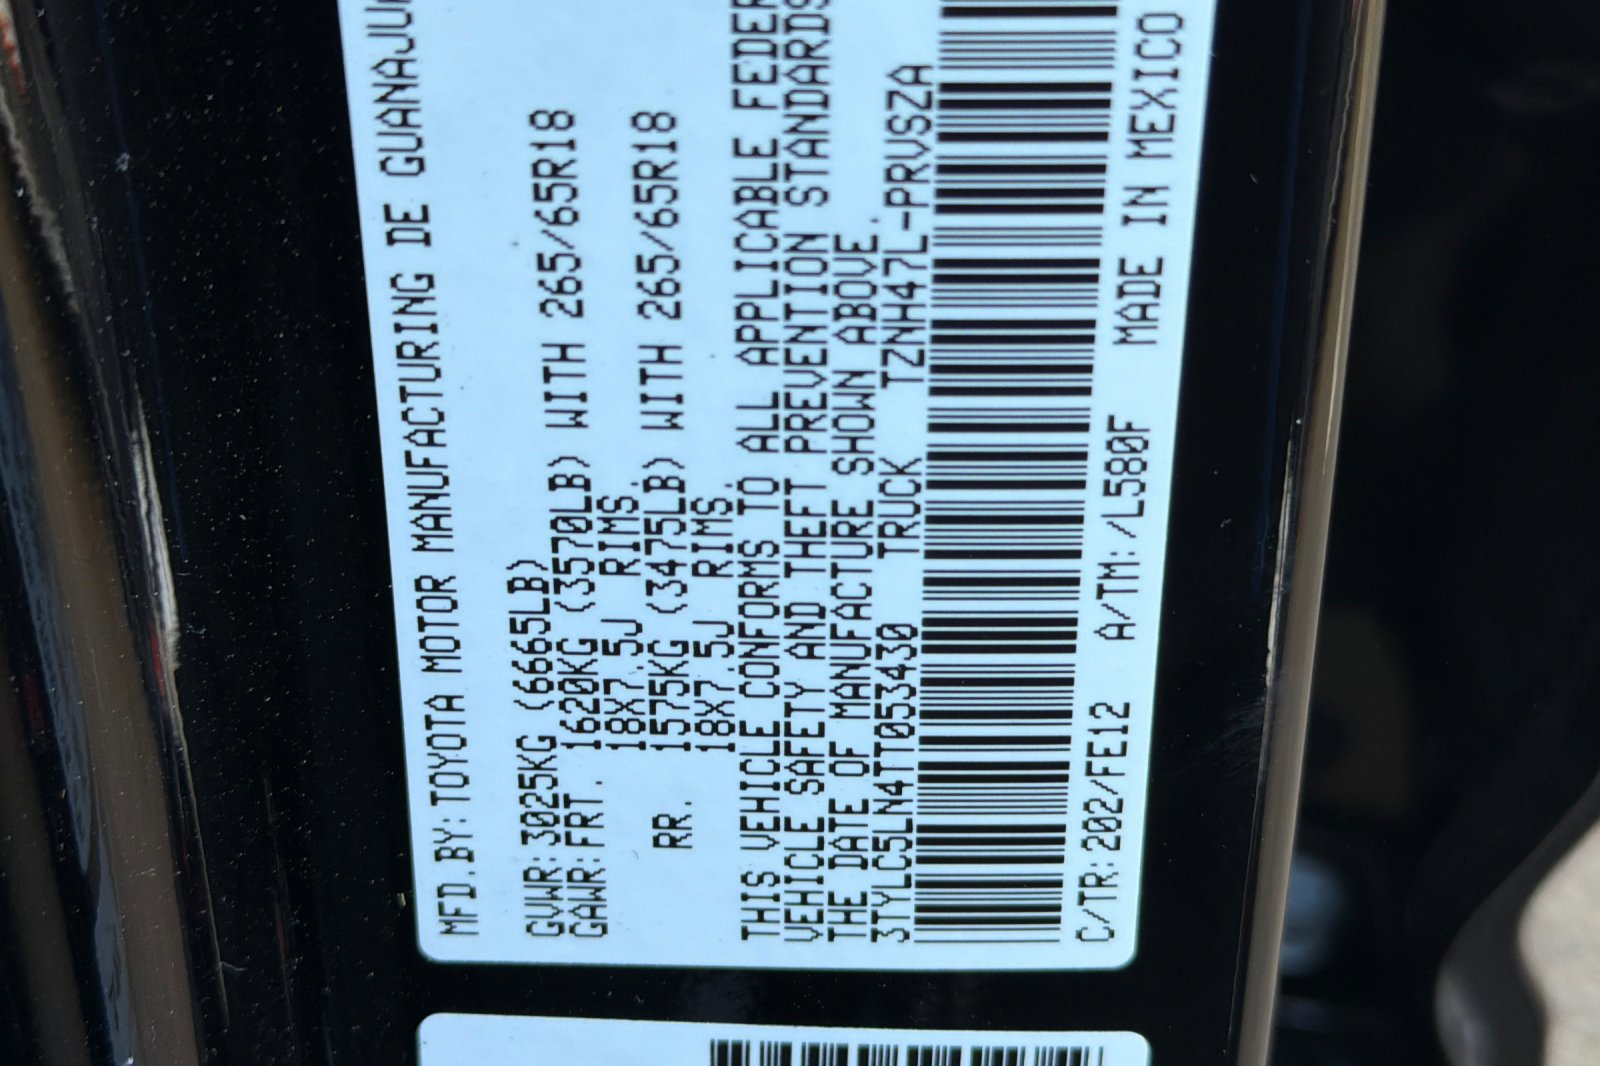 MFD.BY:TOYOTA MOTOR MANUFACTURING DE GUANAJUA
GVWR:3025KG (6665LB)
GAWR:FRT. 1620KG (3570LB) WITH 265/65R18
18X7.5J RIMS.
RR. 1575KG (3475LB) WITH 265/65R18
18X7.5J RIMS.
THIS VEHICLE CONFORMS TO ALL APPLICABLE FEDER
VEHICLE SAFETY AND THEFT PREVENTION STANDARDS
THE DATE OF MANUFACTURE SHOWN ABOVE.
3TYLC5LN4TT053430 TRUCK TZNH47L-PRVSZA
C/TR:202/FE12 A/TM:/L580F MADE IN MEXICO